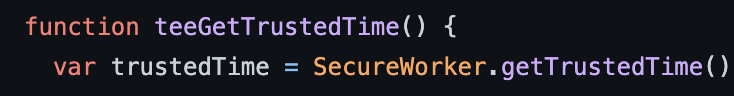 function teeGetTrustedTime() {
  var trustedTime = SecureWorker.getTrustedTime()